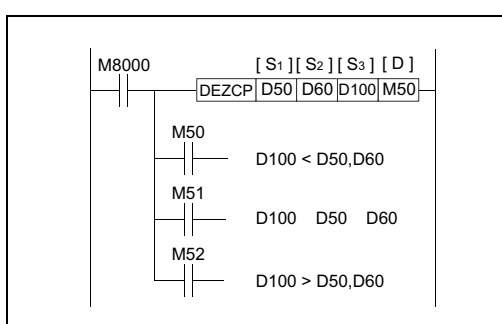 M8000 [ S1 ][ S2 ][ S3 ] [ D ]
DEZCP D50 D60 D100 M50
M50
D100 < D50,D60
M51
D100 D50 D60
M52
D100 > D50,D60